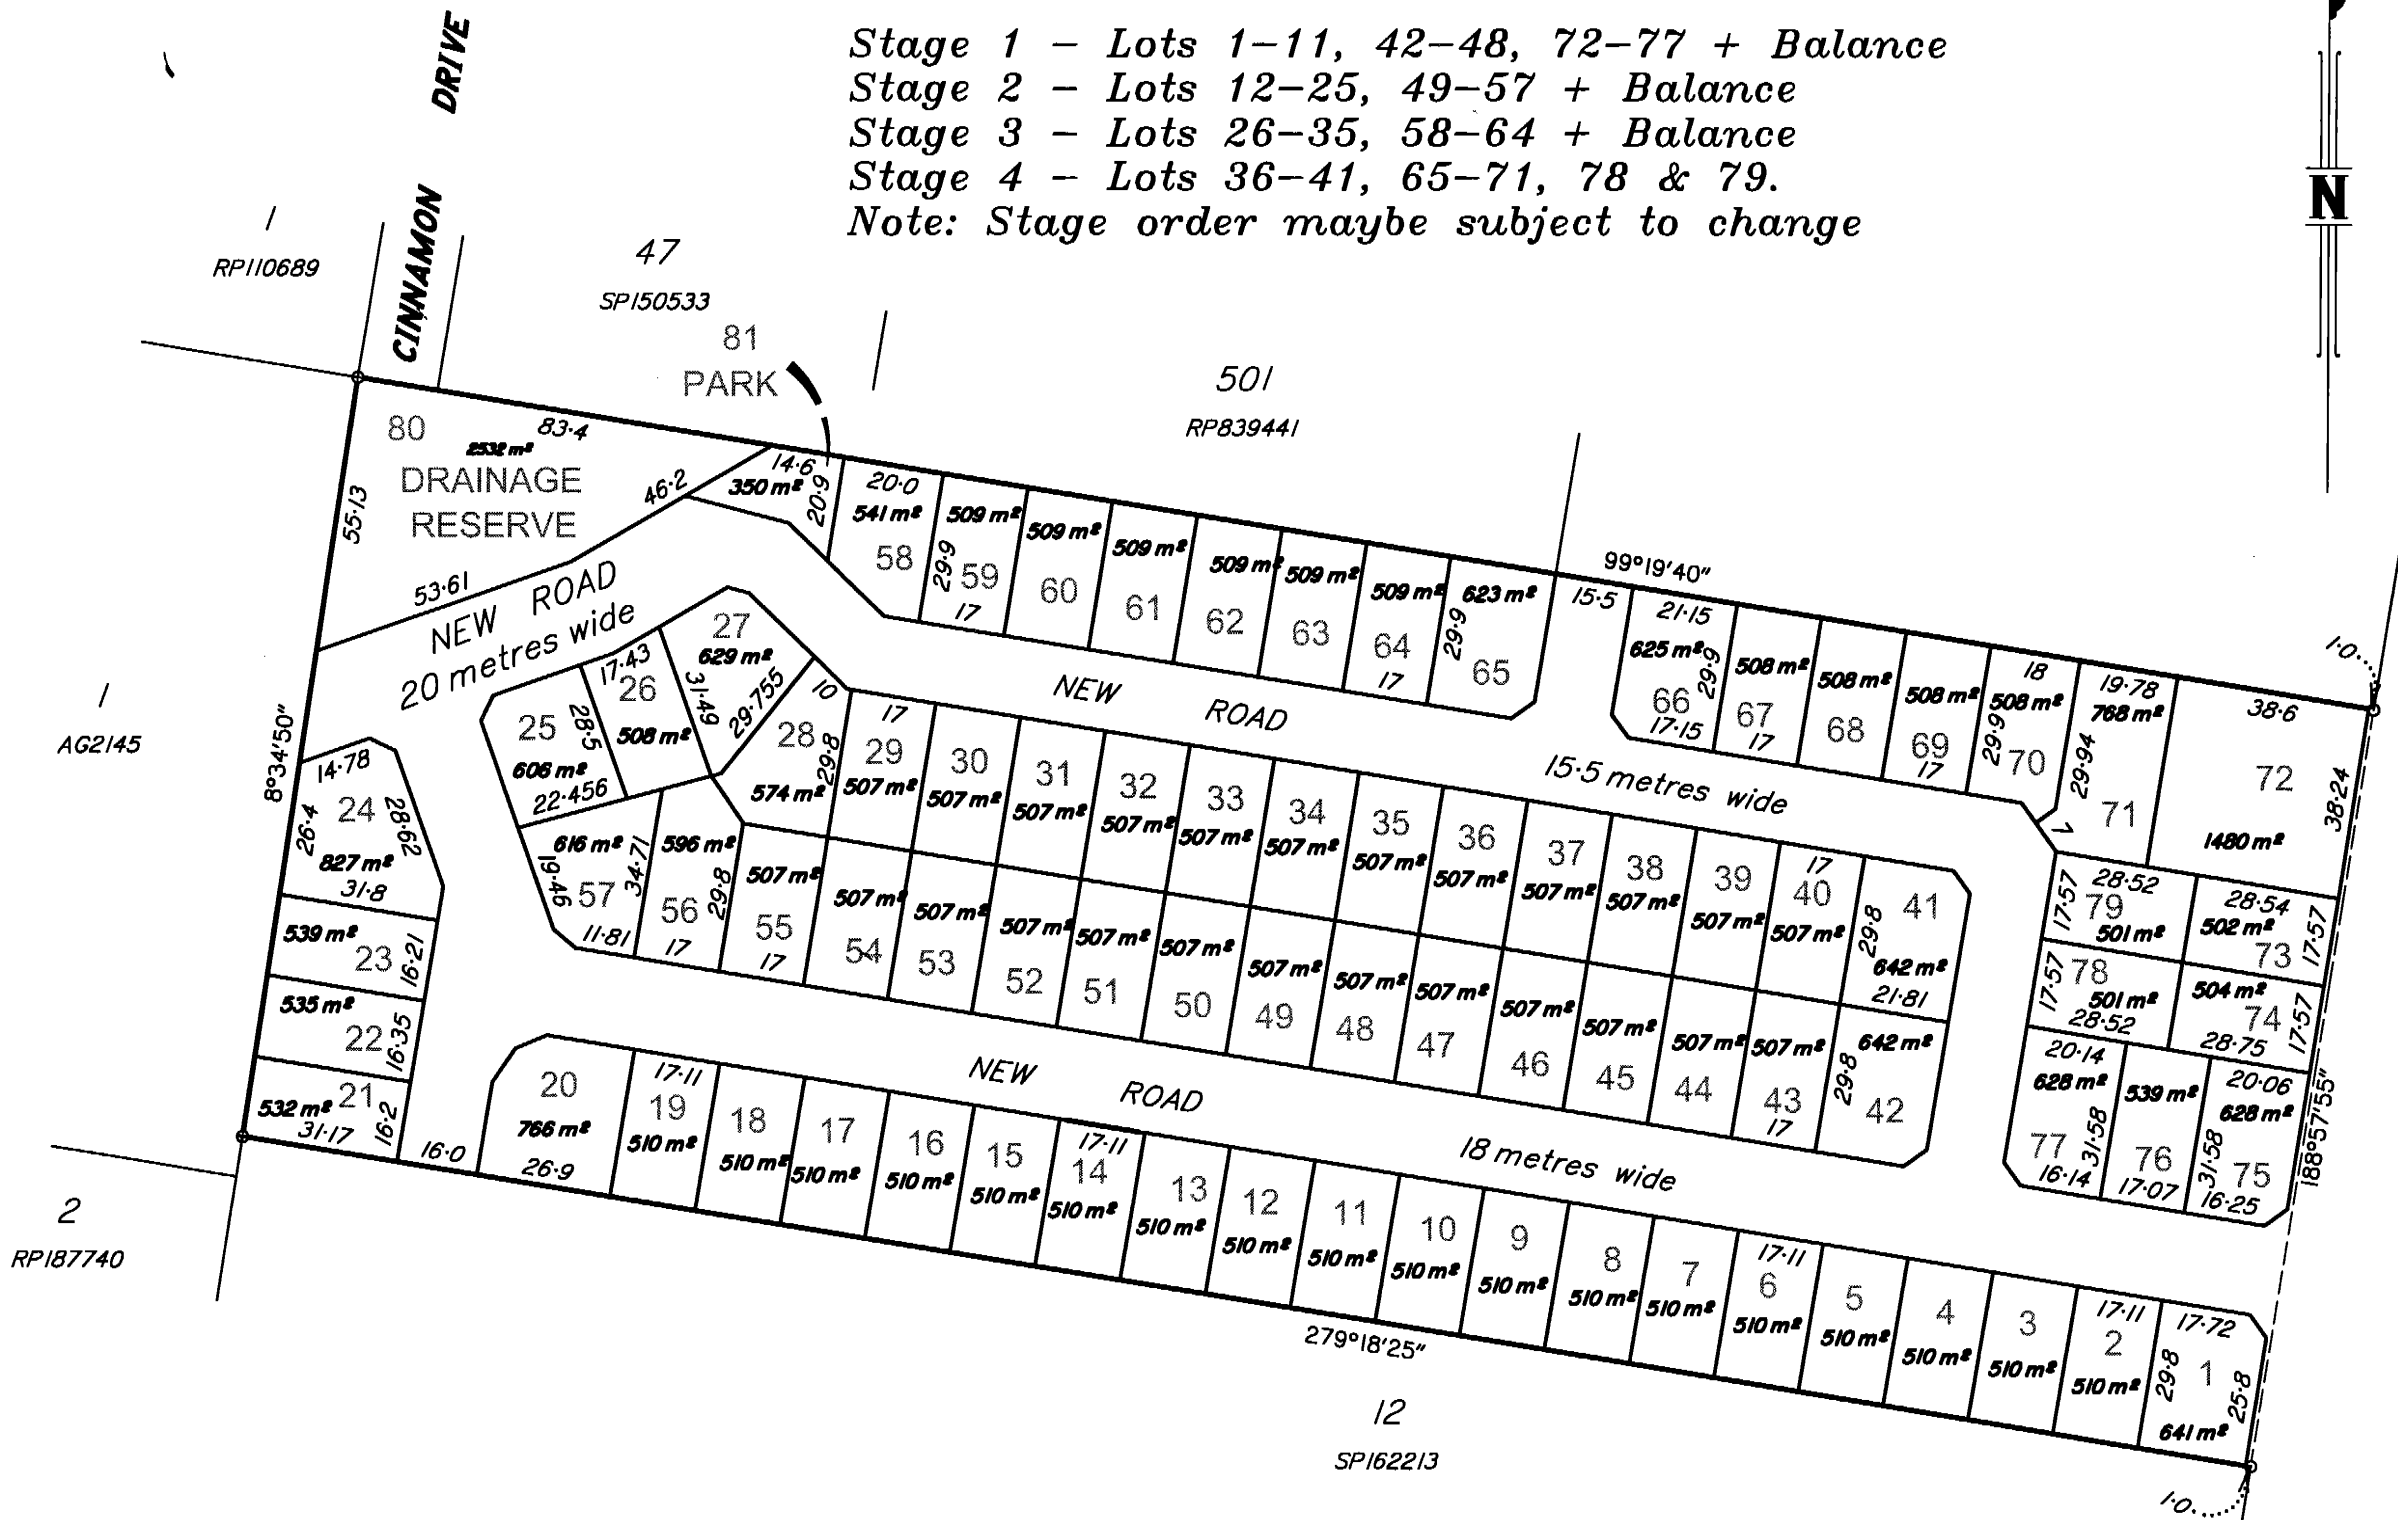 Stage 1 – Lots 1–11, 42–48, 72–77 + Balance
Stage 2 – Lots 12–25, 49–57 + Balance
Stage 3 – Lots 26–35, 58–64 + Balance
Stage 4 – Lots 36–41, 65–71, 78 & 79.
Note: Stage order maybe subject to change
N
CINNAMON DRIVE
1
RP110689
47
SP150533
81
PARK
501
RP839441
80
2532 m²
83·4
DRAINAGE
RESERVE
55·13
46·2
53·61
14·6
350 m²
20·9
NEW ROAD
20 metres wide
20·0
541 m²
58
509 m²
29·9
59
17
509 m²
60
509 m²
61
509 m²
62
509 m²
63
509 m²
64
17
623 m²
29·9
65
15·5
99°19'40"
21·15
625 m²
29·9
66
17·15
508 m²
67
17
508 m²
68
508 m²
69
17
18
508 m²
29·9
70
19·78
768 m²
29·94
71
7
38·6
72
38·24
1480 m²
1·0
1
AG2145
8°34'50"
14·78
24
26·4
28·62
827 m²
31·8
539 m²
23
16·21
535 m²
22
16·35
532 m²
21
31·17
16·2
16·0
25
28·5
606 m²
22·456
17·43
26
508 m²
27
629 m²
31·49
29·755
10
28
29·8
574 m²
17
29
507 m²
30
507 m²
31
507 m²
32
507 m²
33
507 m²
34
507 m²
35
507 m²
36
507 m²
37
507 m²
38
507 m²
39
507 m²
17
40
507 m²
41
29·8
642 m²
21·81
NEW ROAD
15·5 metres wide
616 m²
19·46
57
34·71
11·81
596 m²
56
29·8
17
507 m²
55
17
507 m²
54
507 m²
53
507 m²
52
507 m²
51
507 m²
50
507 m²
49
507 m²
48
507 m²
47
507 m²
46
507 m²
45
507 m²
44
507 m²
43
17
642 m²
29·8
42
28·52
17·57
79
501 m²
28·54
502 m²
73
17·57
17·57
78
501 m²
28·52
504 m²
74
17·57
28·75
20·14
628 m²
77
31·58
16·14
539 m²
76
17·07
20·06
628 m²
31·58
75
16·25
188°57'55"
NEW ROAD
18 metres wide
20
766 m²
26·9
17·11
19
510 m²
18
510 m²
17
510 m²
16
510 m²
15
510 m²
17·11
14
510 m²
13
510 m²
12
510 m²
11
510 m²
10
510 m²
9
510 m²
8
510 m²
7
510 m²
17·11
6
510 m²
5
510 m²
4
510 m²
3
510 m²
17·11
2
510 m²
17·72
29·8
1
25·8
641 m²
2
RP187740
279°18'25"
12
SP162213
1·0